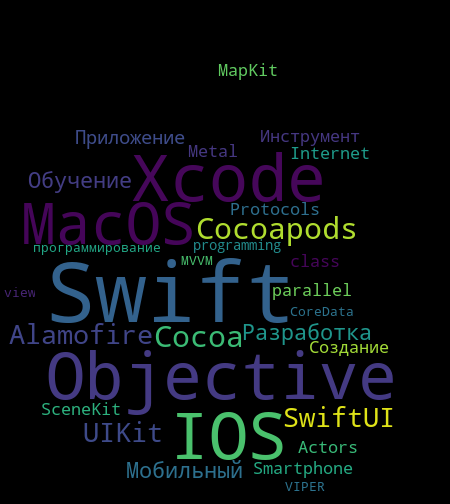 MapKit
Приложение
Инструмент
Metal
Internet
Xcode
Обучение
MacOS
Protocols
Cocoapods
программирование
programming
MVVM
class
Swift
view
parallel
CoreData
Alamofire
Cocoa
Разработка
Создание
Objective
SceneKit
IOS
SwiftUI
UIKit
Actors
Мобильный
Smartphone
VIPER